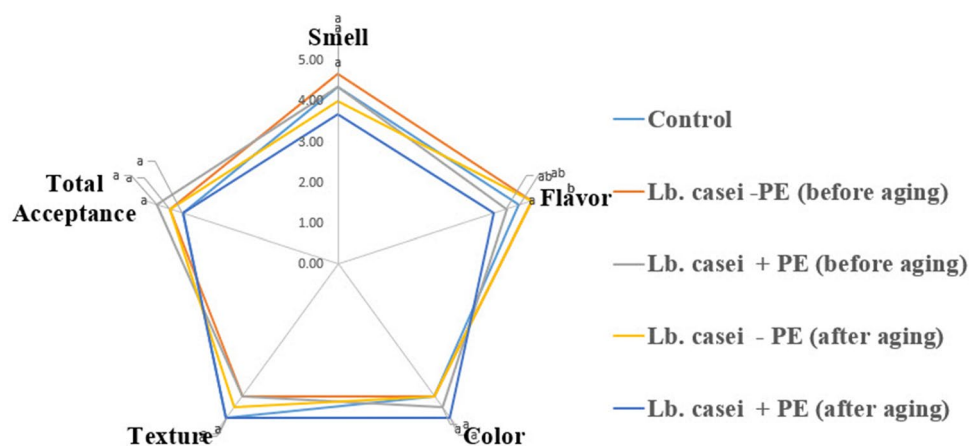 a
a
Smell
a
5.00
4.00
3.00
2.00
1.00
0.00
abab
b
Flavor
a
a
a a
Total
Acceptance
a
Texture
a a
a
a
a
Color
Control
Lb. casei -PE (before aging)
Lb. casei + PE (before aging)
Lb. casei - PE (after aging)
Lb. casei + PE (after aging)